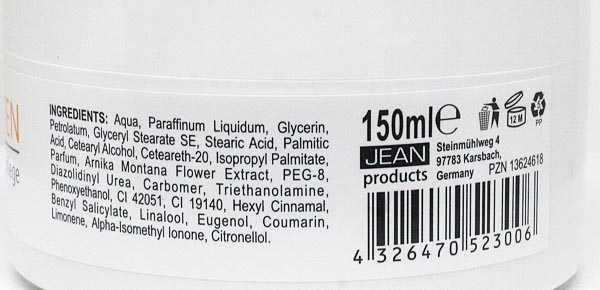 EN
ege
INGREDIENTS: Aqua, Paraffinum Liquidum, Glycerin,
Petrolatum, Glyceryl Stearate SE, Stearic Acid, Palmitic
Acid, Cetearyl Alcohol, Ceteareth-20, Isopropyl Palmitate,
Parfum, Arnika Montana Flower Extract, PEG-8,
Diazolidinyl Urea, Carbomer, Triethanolamine,
Phenoxyethanol, CI 42051, CI 19140, Hexyl Cinnamal,
Benzyl Salicylate, Linalool, Eugenol, Coumarin,
Limonene, Alpha-Isomethyl Ionone, Citronellol.
150ml℮
12 M
PP
JEAN
products
Steinmühlweg 4
97783 Karsbach,
Germany
PZN 13624618
4 326470 523006